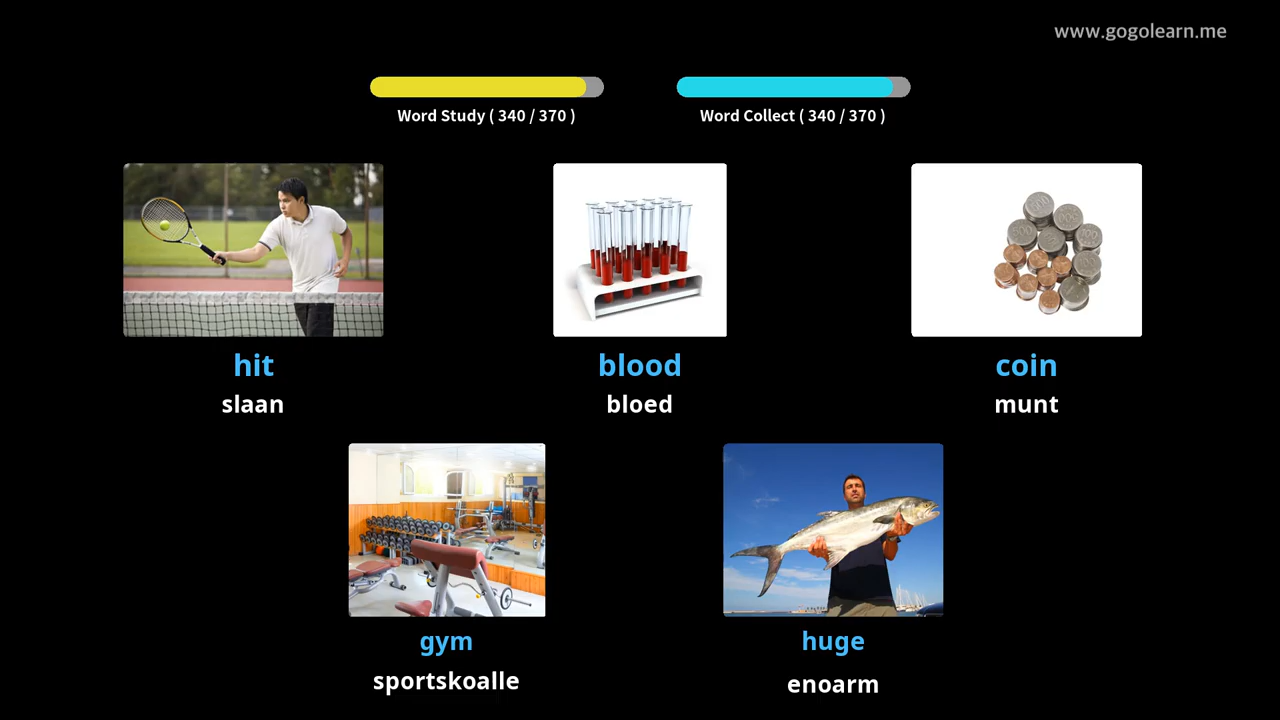 www.gogolearn.me
Word Study ( 340 / 370 )
Word Collect ( 340 / 370 )
hit
slaan
blood
bloed
coin
munt
gym
sportskoalle
huge
enoarm